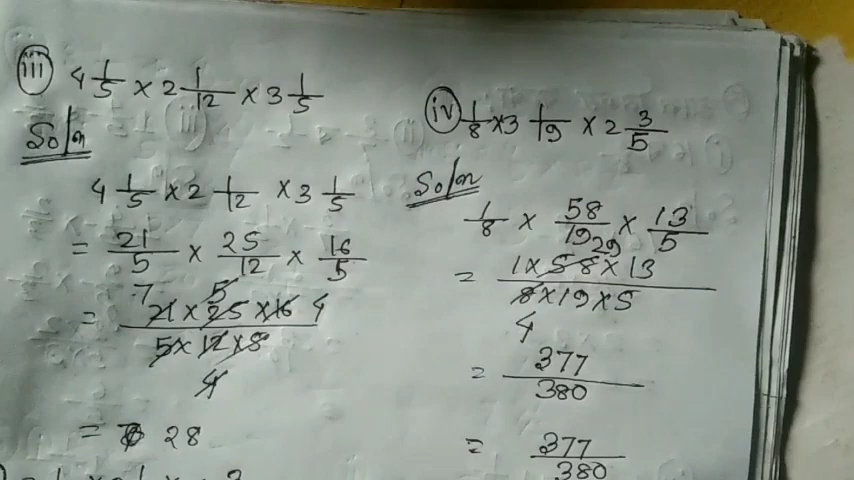 iii 4 1/5 × 2 1/12 × 3 1/5
Soln
4 1/5 × 2 1/12 × 3 1/5
= 21/5 × 25/12 × 16/5
7 5
= 21 × 25 × 16 4 / 5 × 12 × 5
4
= 28
iv 1/8 × 3 1/19 × 2 3/5
Soln
1/8 × 58/19 × 13/5
29
= 1 × 58 × 13 / 8 × 19 × 5
4
= 377/380
= 377/380